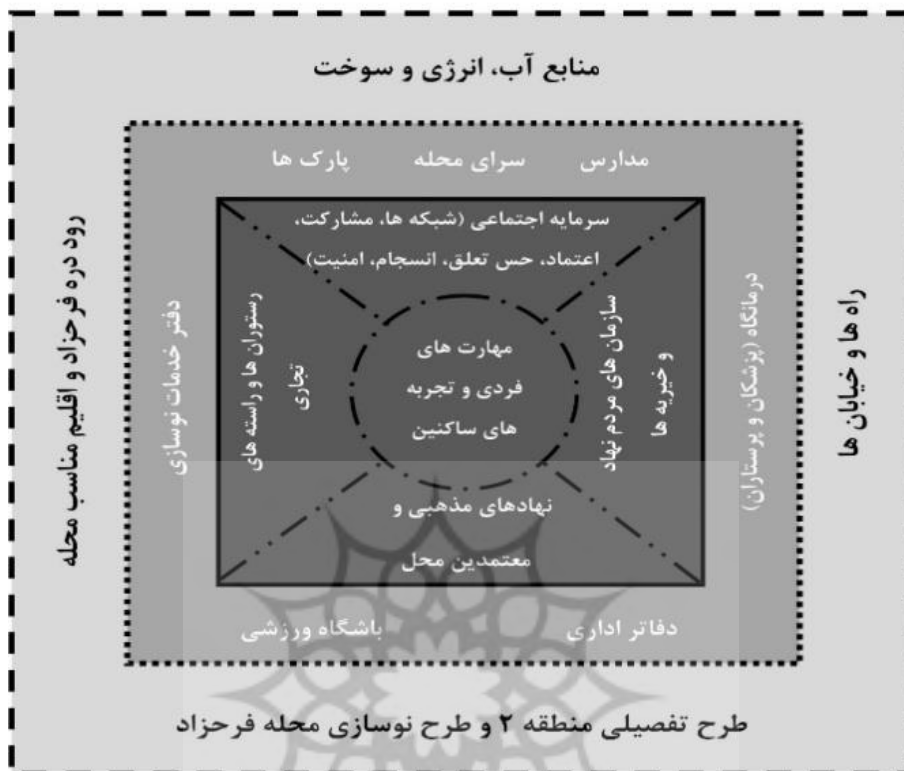 منابع آب، انرژی و سوخت
مدارس
سرای محله
پارک ها
سرمایه اجتماعی (شبکه ها، مشارکت،
اعتماد، حس تعلق، انسجام، امنیت)
راه ها و خیابان ها
درمانگاه (پزشکان و پرستاران)
سازمان های مردم نهاد
و خیریه ها
مهارت های
فردی و تجربه
های ساکنین
رستوران ها و راسته های
تجاری
دفتر خدمات نوسازی
رود دره فرحزاد و اقلیم مناسب محله
نهادهای مذهبی و
معتمدین محل
دفاتر اداری
باشگاه ورزشی
طرح تفصیلی منطقه ۲ و طرح نوسازی محله فرحزاد